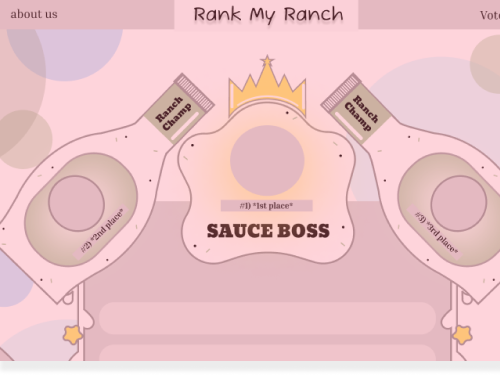 about us
Rank My Ranch
Vote
Ranch
Champ
Ranch
Champ
#1) *1st place*
SAUCE BOSS
#2) *2nd place*
#3) *3rd place*